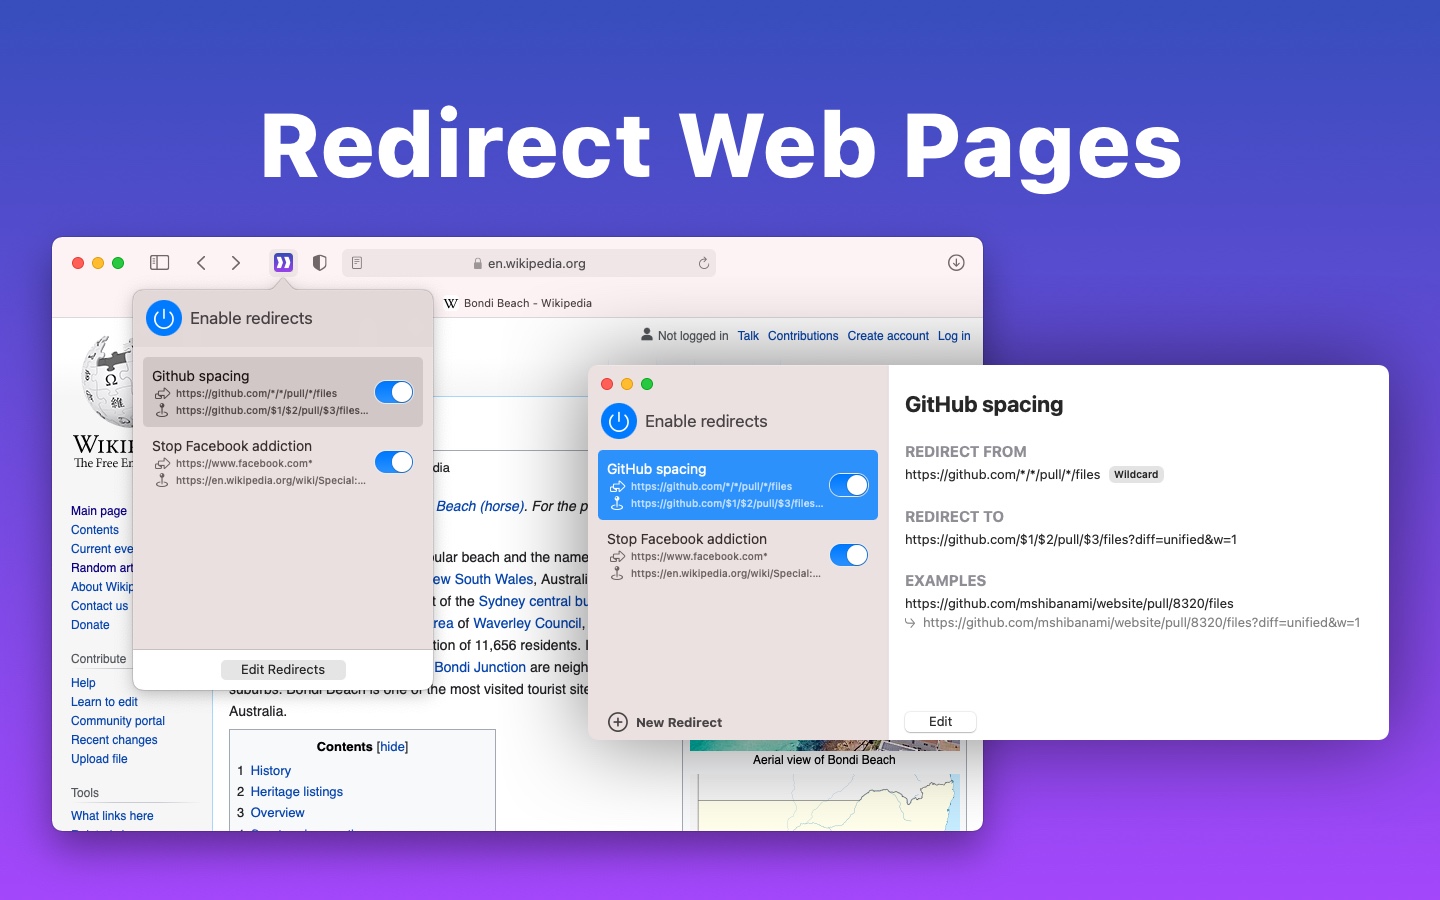 Redirect Web Pages
en.wikipedia.org
W Bondi Beach - Wikipedia
Enable redirects
Github spacing
https://github.com/*/*/pull/*/files
https://github.com/$1/$2/pull/$3/files...
Stop Facebook addiction
https://www.facebook.com*
https://en.wikipedia.org/wiki/Special:...
Edit Redirects
Not logged in Talk Contributions Create account Log in
Ω
維
WIKI
The Free En
Main page
Contents
Current eve
Random art
About Wikip
Contact us
Donate
Contribute
Help
Learn to edit
Community portal
Recent changes
Upload file
Tools
What links here
dia
Beach (horse). For the p
ular beach and the name
ew South Wales, Australi
t of the Sydney central bu
rea of Waverley Council,
tion of 11,656 residents.
Bondi Junction are neigh
suburbs. Bondi Beach is one of the most visited tourist site
Australia.
Contents [hide]
1 History
2 Heritage listings
3 Overview
Aerial view of Bondi Beach
Enable redirects
GitHub spacing
https://github.com/*/*/pull/*/files
https://github.com/$1/$2/pull/$3/files...
Stop Facebook addiction
https://www.facebook.com*
https://en.wikipedia.org/wiki/Special:...
New Redirect
GitHub spacing
REDIRECT FROM
https://github.com/*/*/pull/*/files Wildcard
REDIRECT TO
https://github.com/$1/$2/pull/$3/files?diff=unified&w=1
EXAMPLES
https://github.com/mshibanami/website/pull/8320/files
https://github.com/mshibanami/website/pull/8320/files?diff=unified&w=1
Edit